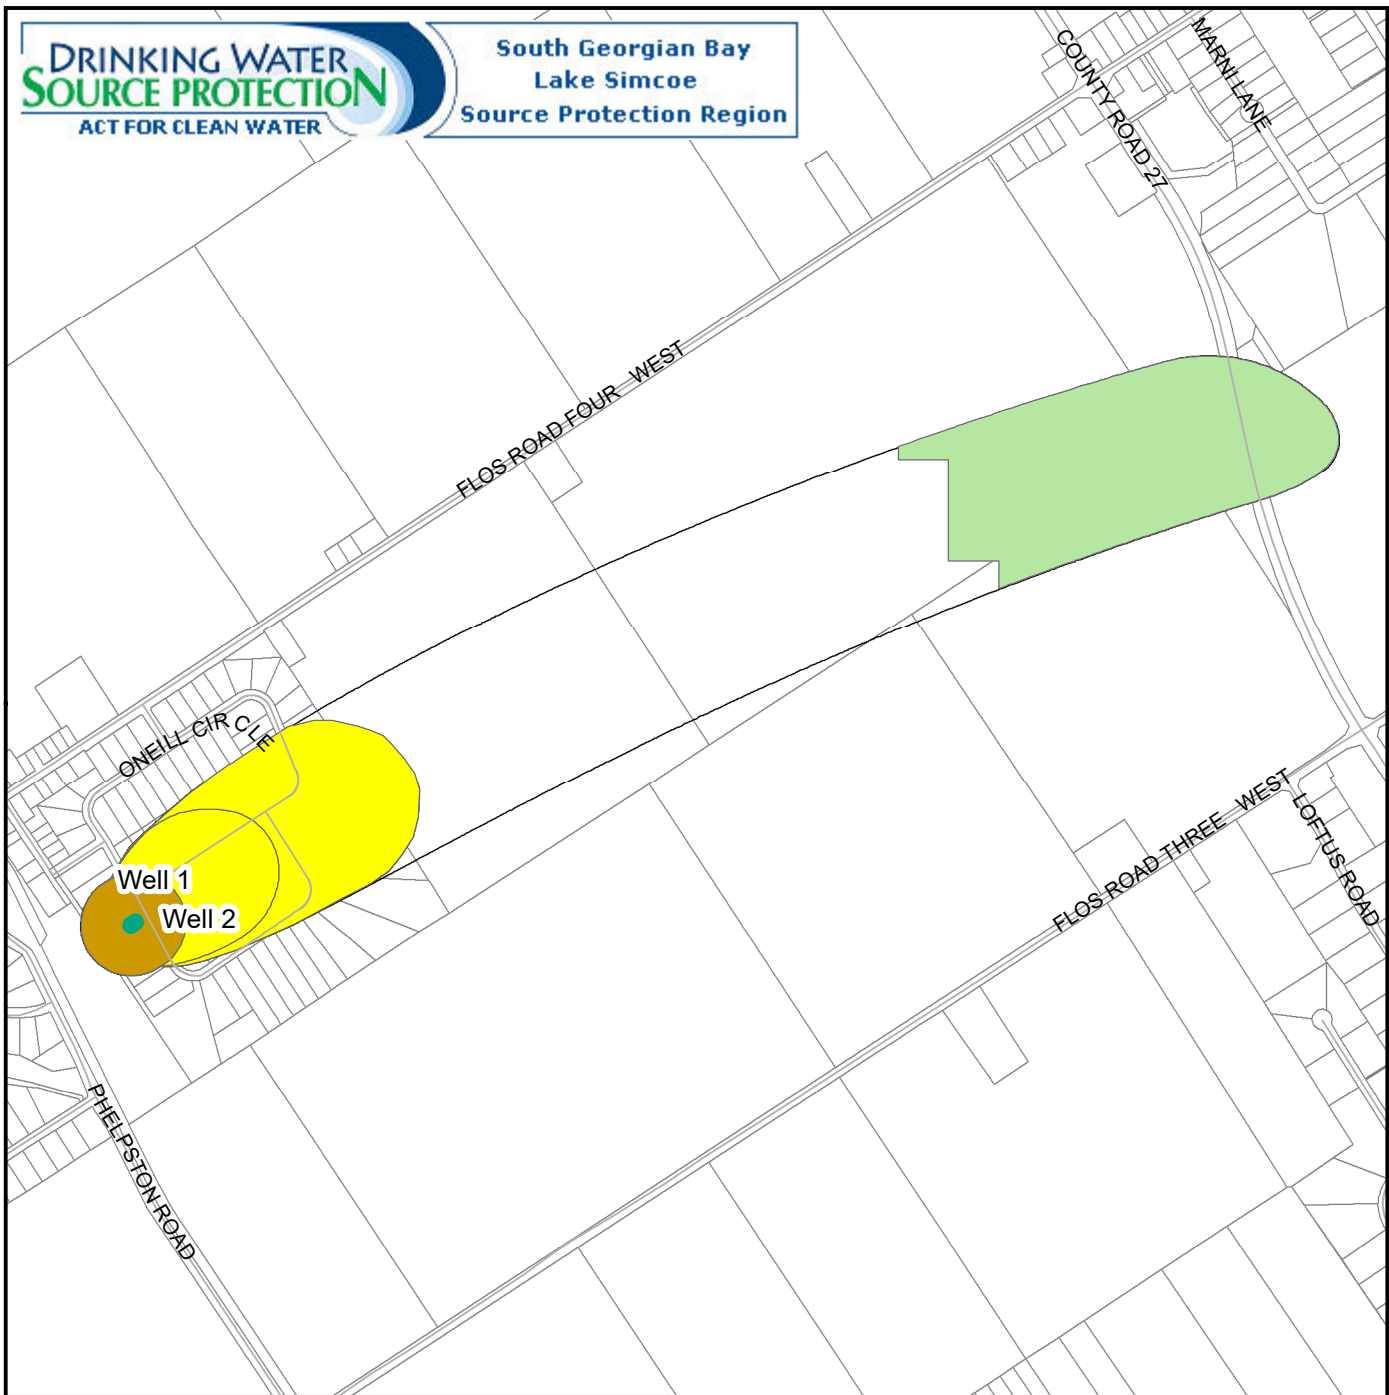 DRINKING WATER
SOURCE PROTECTION
ACT FOR CLEAN WATER
South Georgian Bay
Lake Simcoe
Source Protection Region
COUNTY ROAD 27
MARNI LANE
FLOS ROAD FOUR WEST
ONEILL CIRCLE
Well 1
Well 2
FLOS ROAD THREE WEST
LOFTUS ROAD
PHELPSTON ROAD